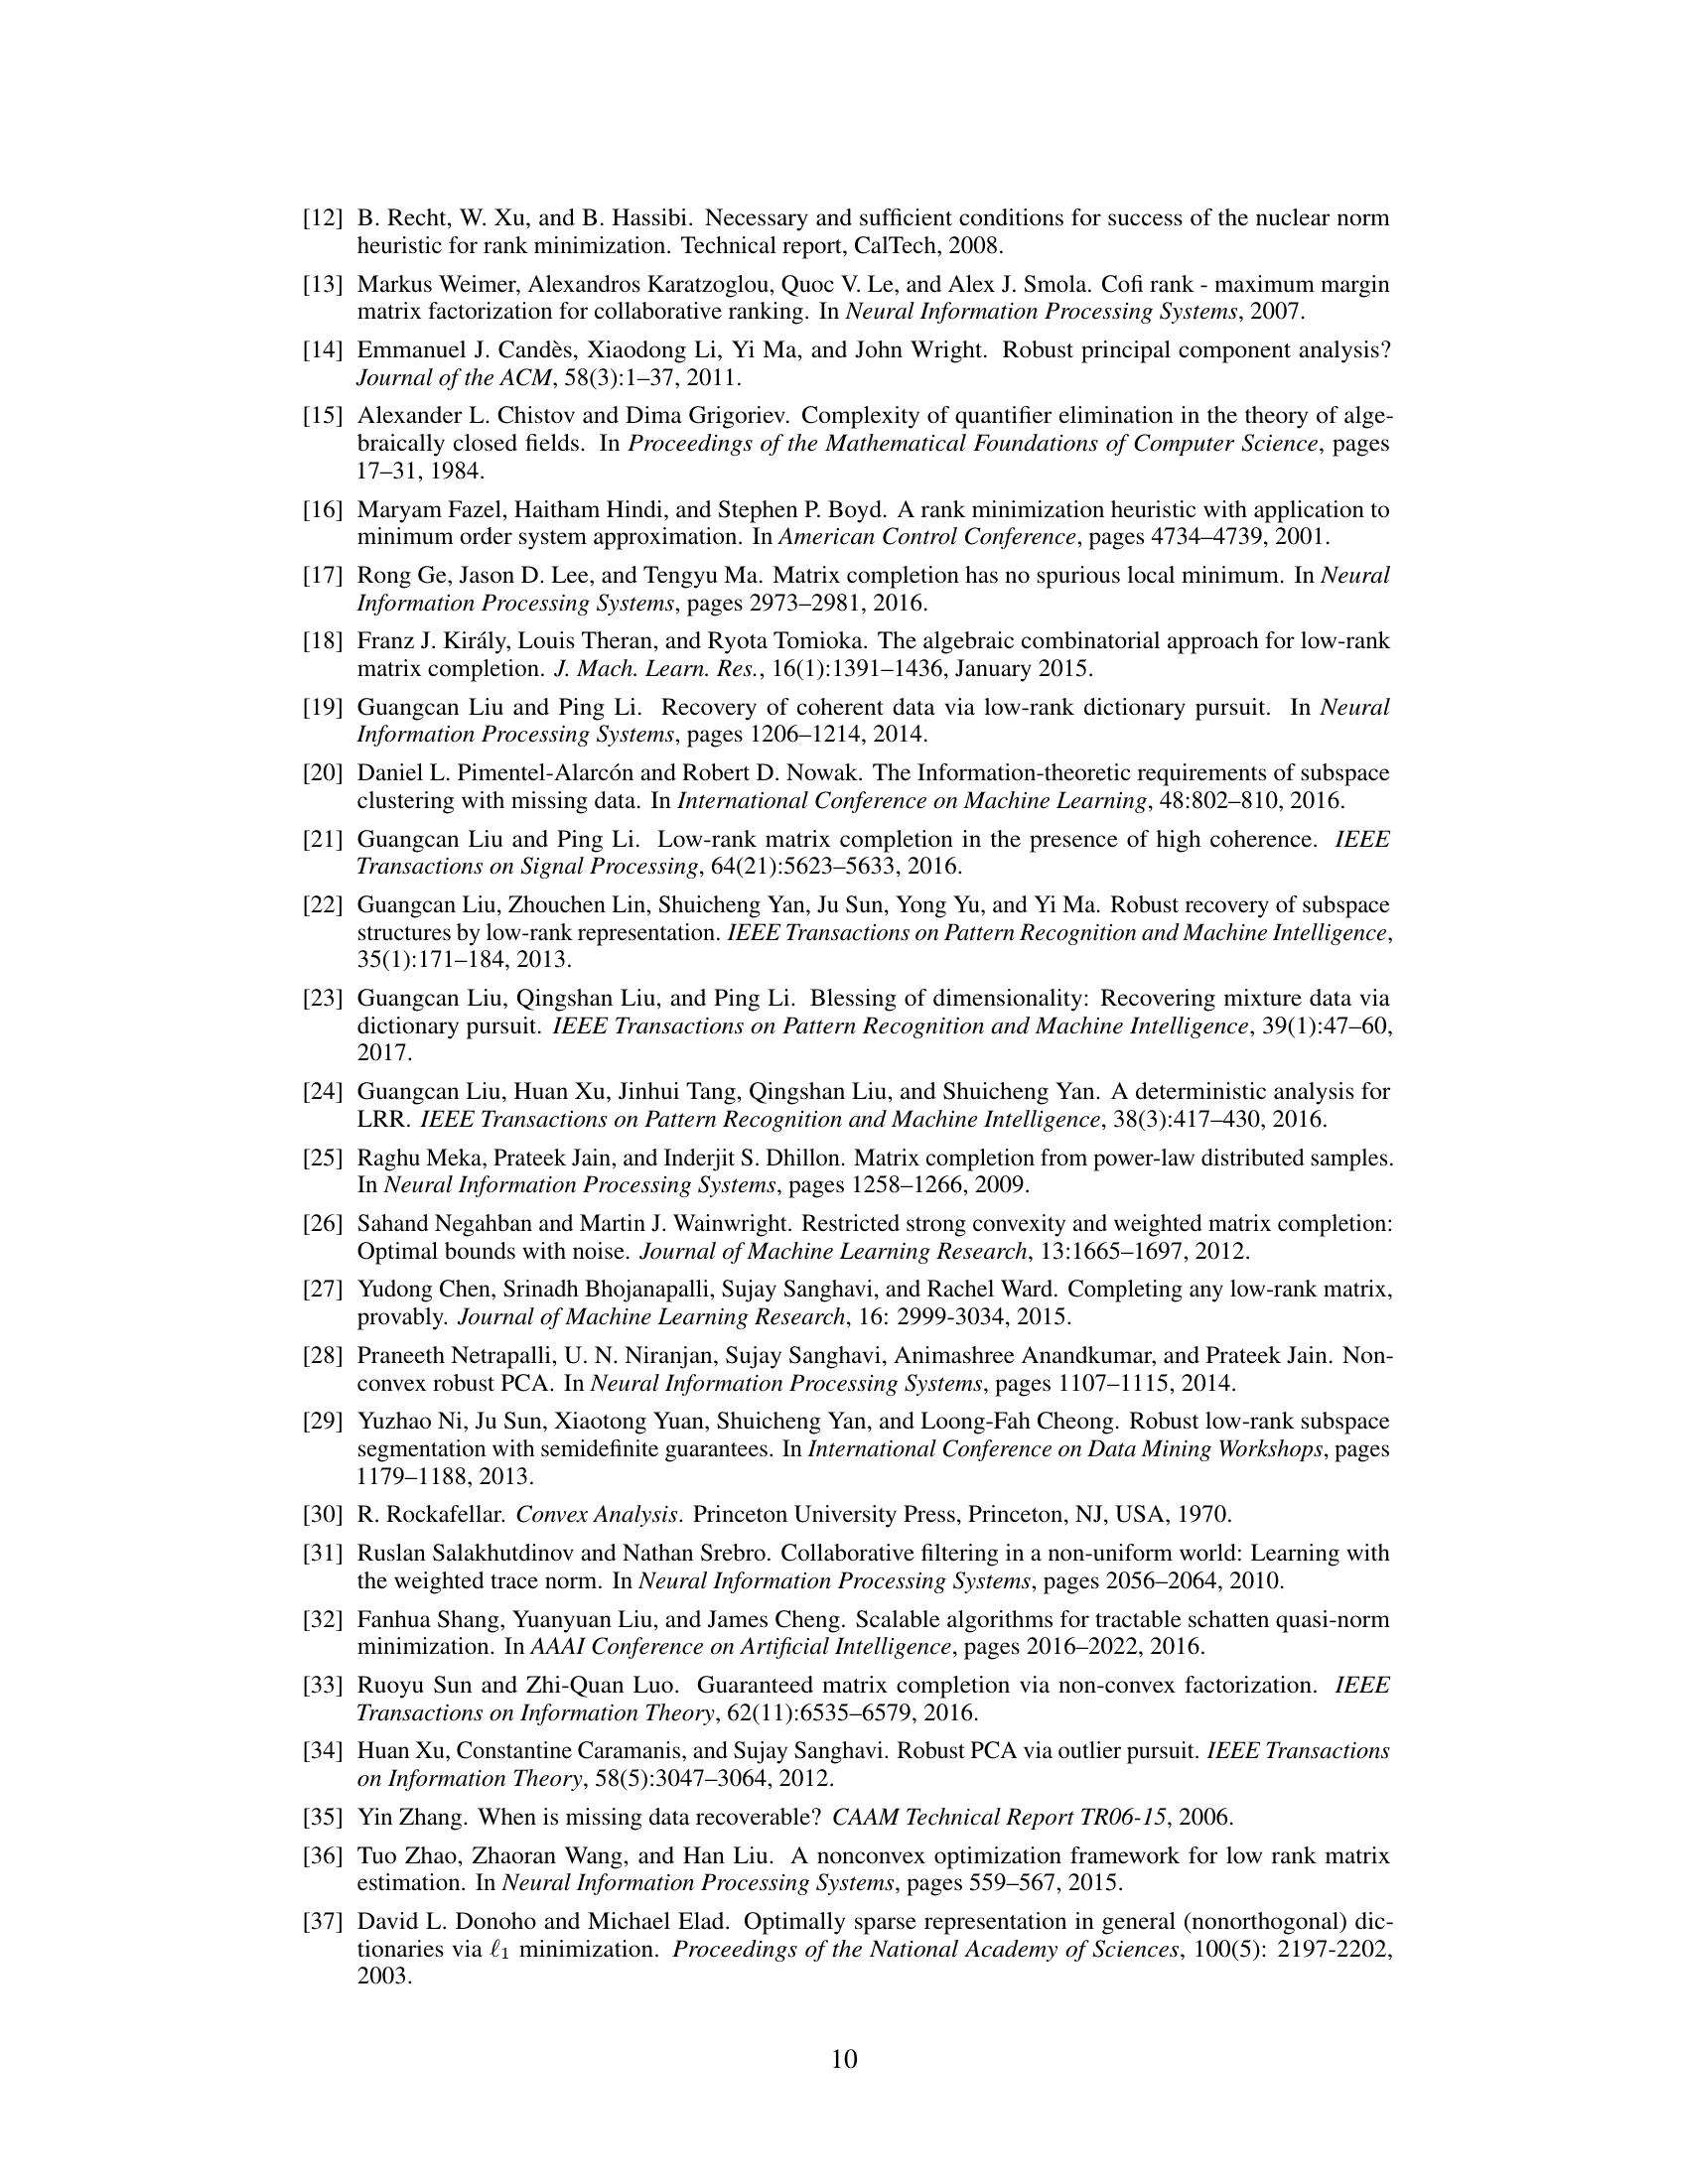 [12] B. Recht, W. Xu, and B. Hassibi. Necessary and sufficient conditions for success of the nuclear norm
heuristic for rank minimization. Technical report, CalTech, 2008.
[13] Markus Weimer, Alexandros Karatzoglou, Quoc V. Le, and Alex J. Smola. Cofi rank - maximum margin
matrix factorization for collaborative ranking. In Neural Information Processing Systems, 2007.
[14] Emmanuel J. Candès, Xiaodong Li, Yi Ma, and John Wright. Robust principal component analysis?
Journal of the ACM, 58(3):1–37, 2011.
[15] Alexander L. Chistov and Dima Grigoriev. Complexity of quantifier elimination in the theory of alge-
braically closed fields. In Proceedings of the Mathematical Foundations of Computer Science, pages
17–31, 1984.
[16] Maryam Fazel, Haitham Hindi, and Stephen P. Boyd. A rank minimization heuristic with application to
minimum order system approximation. In American Control Conference, pages 4734–4739, 2001.
[17] Rong Ge, Jason D. Lee, and Tengyu Ma. Matrix completion has no spurious local minimum. In Neural
Information Processing Systems, pages 2973–2981, 2016.
[18] Franz J. Király, Louis Theran, and Ryota Tomioka. The algebraic combinatorial approach for low-rank
matrix completion. J. Mach. Learn. Res., 16(1):1391–1436, January 2015.
[19] Guangcan Liu and Ping Li. Recovery of coherent data via low-rank dictionary pursuit. In Neural
Information Processing Systems, pages 1206–1214, 2014.
[20] Daniel L. Pimentel-Alarcón and Robert D. Nowak. The Information-theoretic requirements of subspace
clustering with missing data. In International Conference on Machine Learning, 48:802–810, 2016.
[21] Guangcan Liu and Ping Li. Low-rank matrix completion in the presence of high coherence. IEEE
Transactions on Signal Processing, 64(21):5623–5633, 2016.
[22] Guangcan Liu, Zhouchen Lin, Shuicheng Yan, Ju Sun, Yong Yu, and Yi Ma. Robust recovery of subspace
structures by low-rank representation. IEEE Transactions on Pattern Recognition and Machine Intelligence,
35(1):171–184, 2013.
[23] Guangcan Liu, Qingshan Liu, and Ping Li. Blessing of dimensionality: Recovering mixture data via
dictionary pursuit. IEEE Transactions on Pattern Recognition and Machine Intelligence, 39(1):47–60,
2017.
[24] Guangcan Liu, Huan Xu, Jinhui Tang, Qingshan Liu, and Shuicheng Yan. A deterministic analysis for
LRR. IEEE Transactions on Pattern Recognition and Machine Intelligence, 38(3):417–430, 2016.
[25] Raghu Meka, Prateek Jain, and Inderjit S. Dhillon. Matrix completion from power-law distributed samples.
In Neural Information Processing Systems, pages 1258–1266, 2009.
[26] Sahand Negahban and Martin J. Wainwright. Restricted strong convexity and weighted matrix completion:
Optimal bounds with noise. Journal of Machine Learning Research, 13:1665–1697, 2012.
[27] Yudong Chen, Srinadh Bhojanapalli, Sujay Sanghavi, and Rachel Ward. Completing any low-rank matrix,
provably. Journal of Machine Learning Research, 16: 2999-3034, 2015.
[28] Praneeth Netrapalli, U. N. Niranjan, Sujay Sanghavi, Animashree Anandkumar, and Prateek Jain. Non-
convex robust PCA. In Neural Information Processing Systems, pages 1107–1115, 2014.
[29] Yuzhao Ni, Ju Sun, Xiaotong Yuan, Shuicheng Yan, and Loong-Fah Cheong. Robust low-rank subspace
segmentation with semidefinite guarantees. In International Conference on Data Mining Workshops, pages
1179–1188, 2013.
[30] R. Rockafellar. Convex Analysis. Princeton University Press, Princeton, NJ, USA, 1970.
[31] Ruslan Salakhutdinov and Nathan Srebro. Collaborative filtering in a non-uniform world: Learning with
the weighted trace norm. In Neural Information Processing Systems, pages 2056–2064, 2010.
[32] Fanhua Shang, Yuanyuan Liu, and James Cheng. Scalable algorithms for tractable schatten quasi-norm
minimization. In AAAI Conference on Artificial Intelligence, pages 2016–2022, 2016.
[33] Ruoyu Sun and Zhi-Quan Luo. Guaranteed matrix completion via non-convex factorization. IEEE
Transactions on Information Theory, 62(11):6535–6579, 2016.
[34] Huan Xu, Constantine Caramanis, and Sujay Sanghavi. Robust PCA via outlier pursuit. IEEE Transactions
on Information Theory, 58(5):3047–3064, 2012.
[35] Yin Zhang. When is missing data recoverable? CAAM Technical Report TR06-15, 2006.
[36] Tuo Zhao, Zhaoran Wang, and Han Liu. A nonconvex optimization framework for low rank matrix
estimation. In Neural Information Processing Systems, pages 559–567, 2015.
[37] David L. Donoho and Michael Elad. Optimally sparse representation in general (nonorthogonal) dic-
tionaries via ℓ₁ minimization. Proceedings of the National Academy of Sciences, 100(5): 2197-2202,
2003.
10